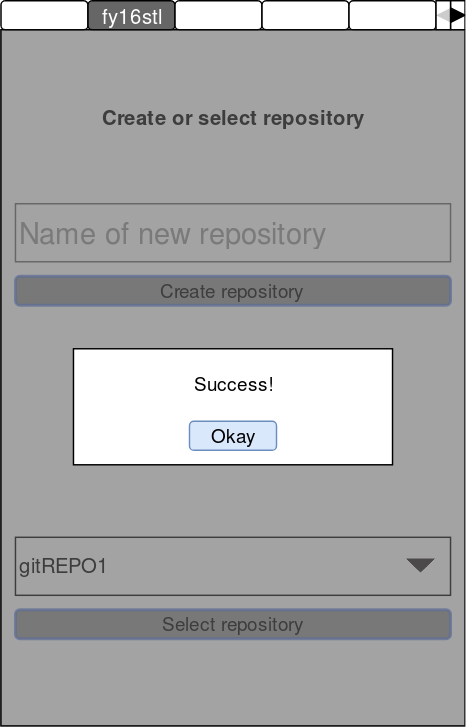 fy16stl
Create or select repository
Name of new repository
Create repository
Success!
Okay
gitREPO1
Select repository